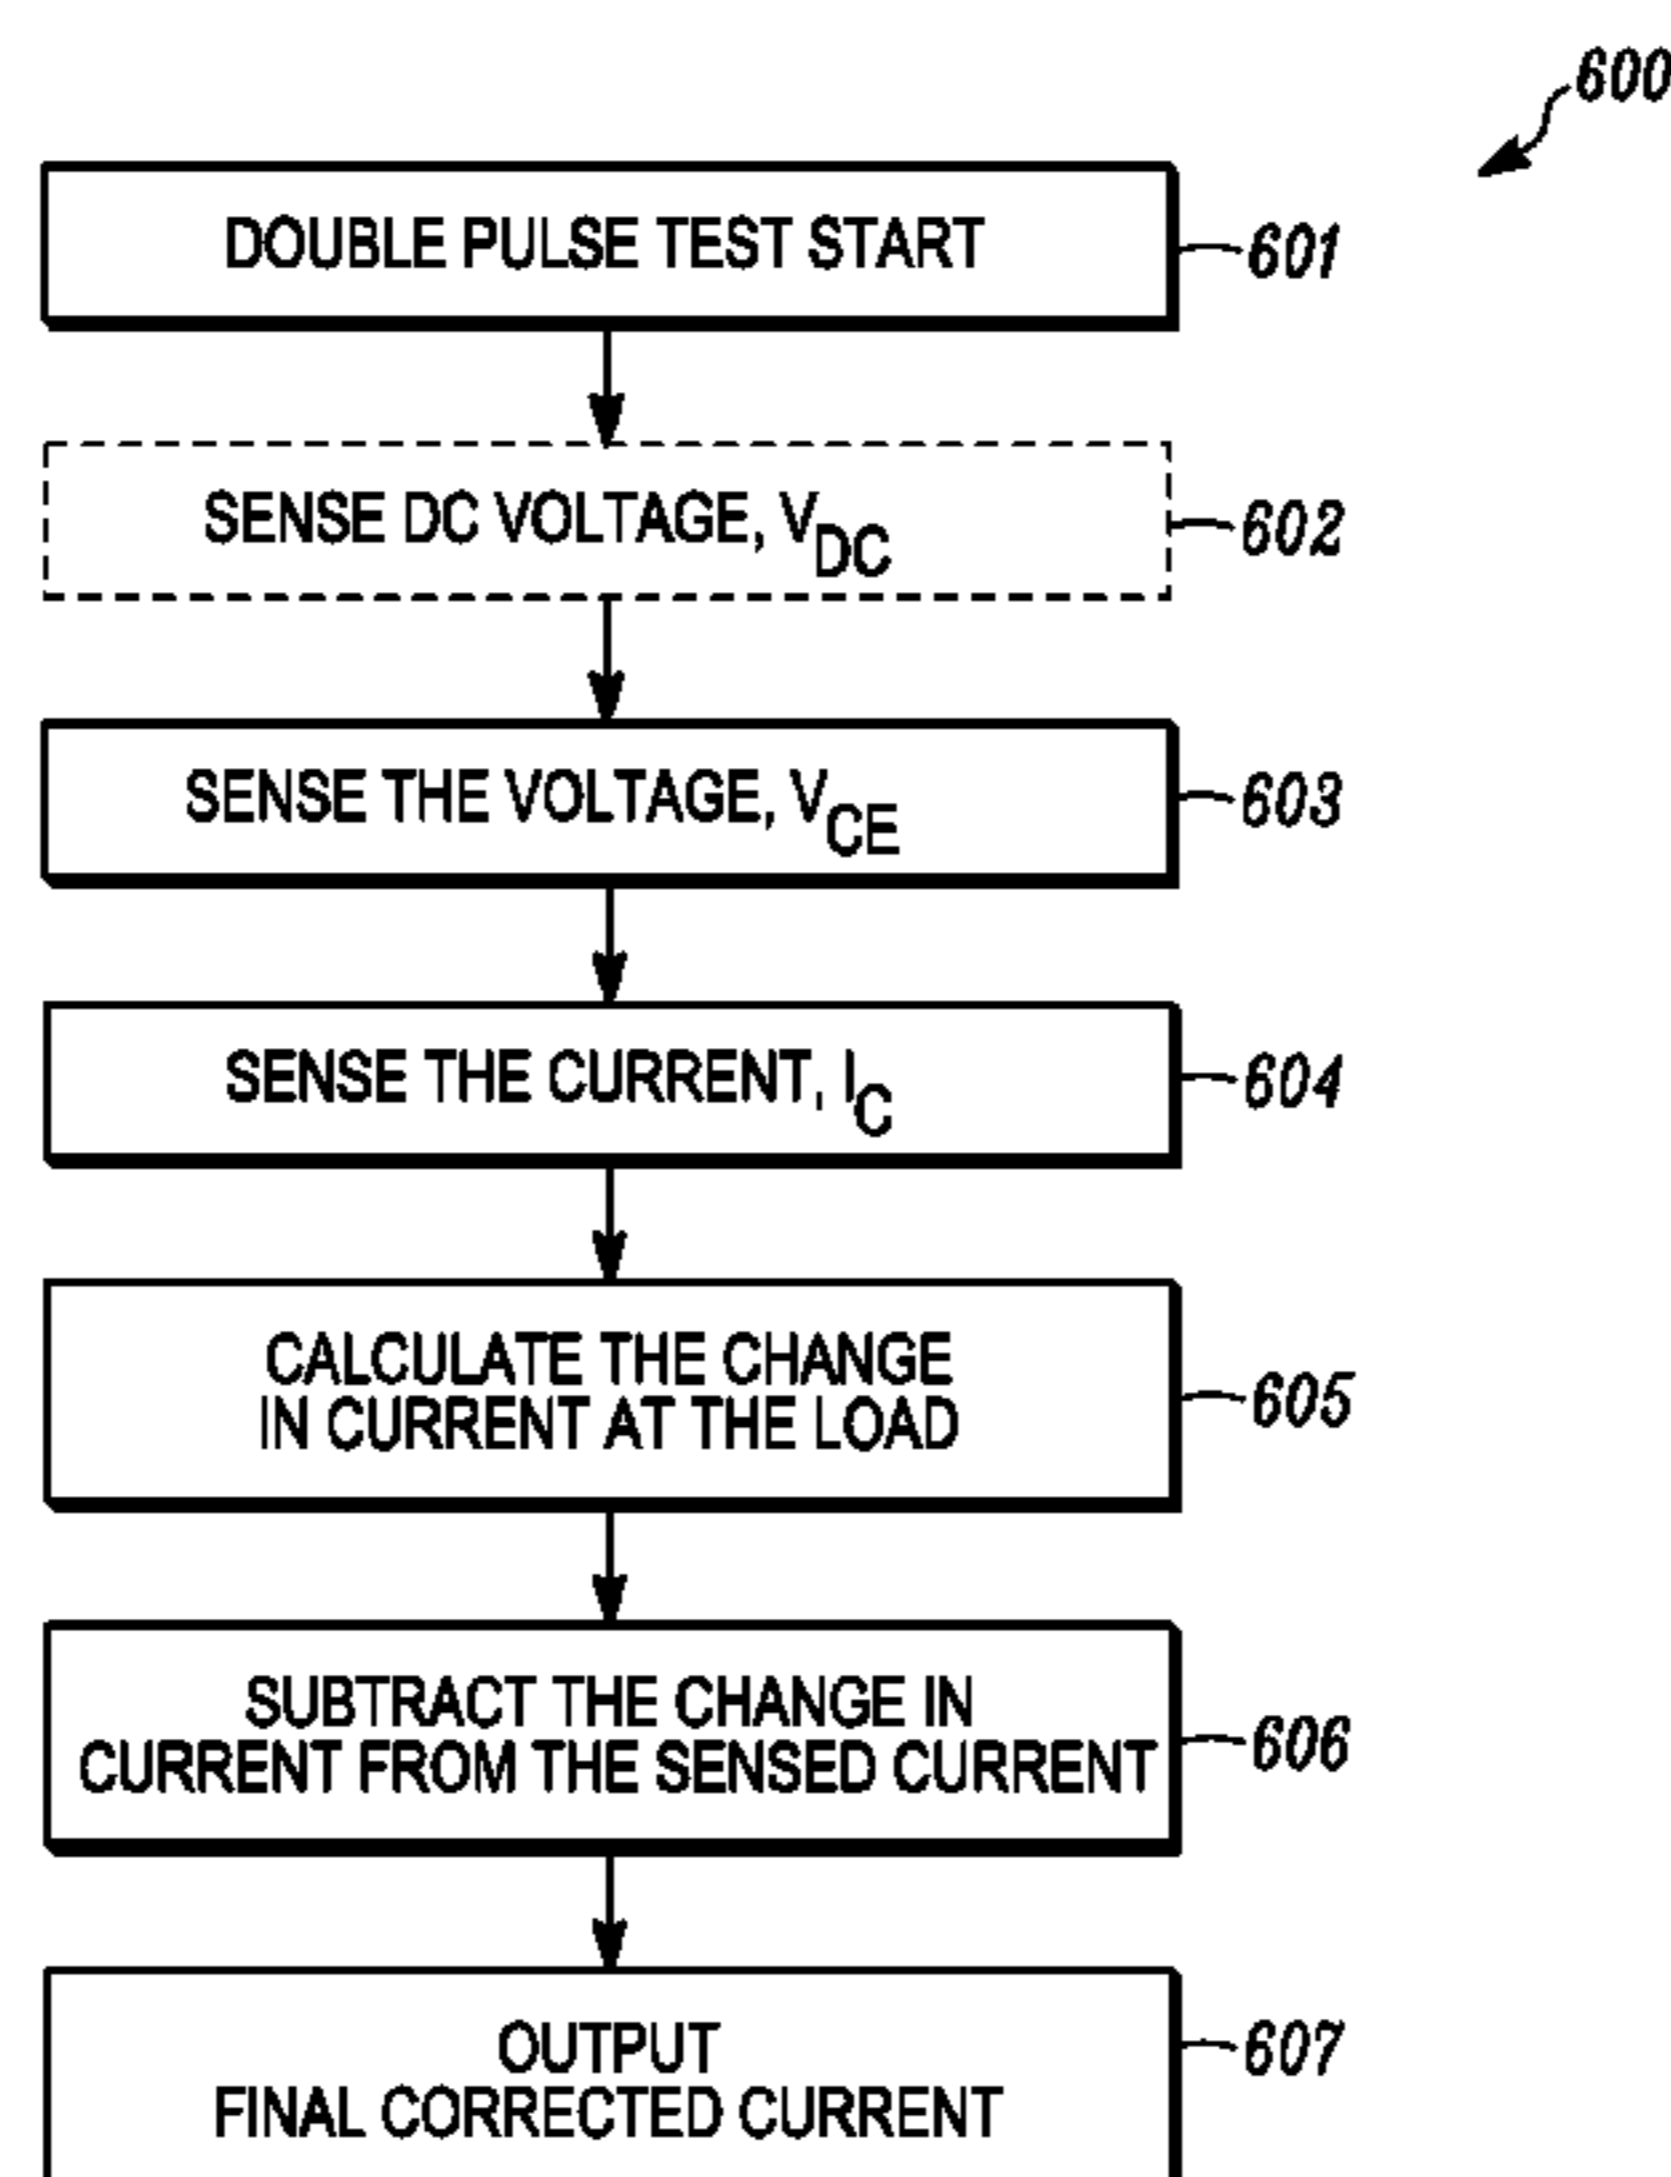 600
DOUBLE PULSE TEST START
601
SENSE DC VOLTAGE, VDC
602
SENSE THE VOLTAGE, VCE
603
SENSE THE CURRENT, IC
604
CALCULATE THE CHANGE
IN CURRENT AT THE LOAD
605
SUBTRACT THE CHANGE IN
CURRENT FROM THE SENSED CURRENT
606
OUTPUT
FINAL CORRECTED CURRENT
607